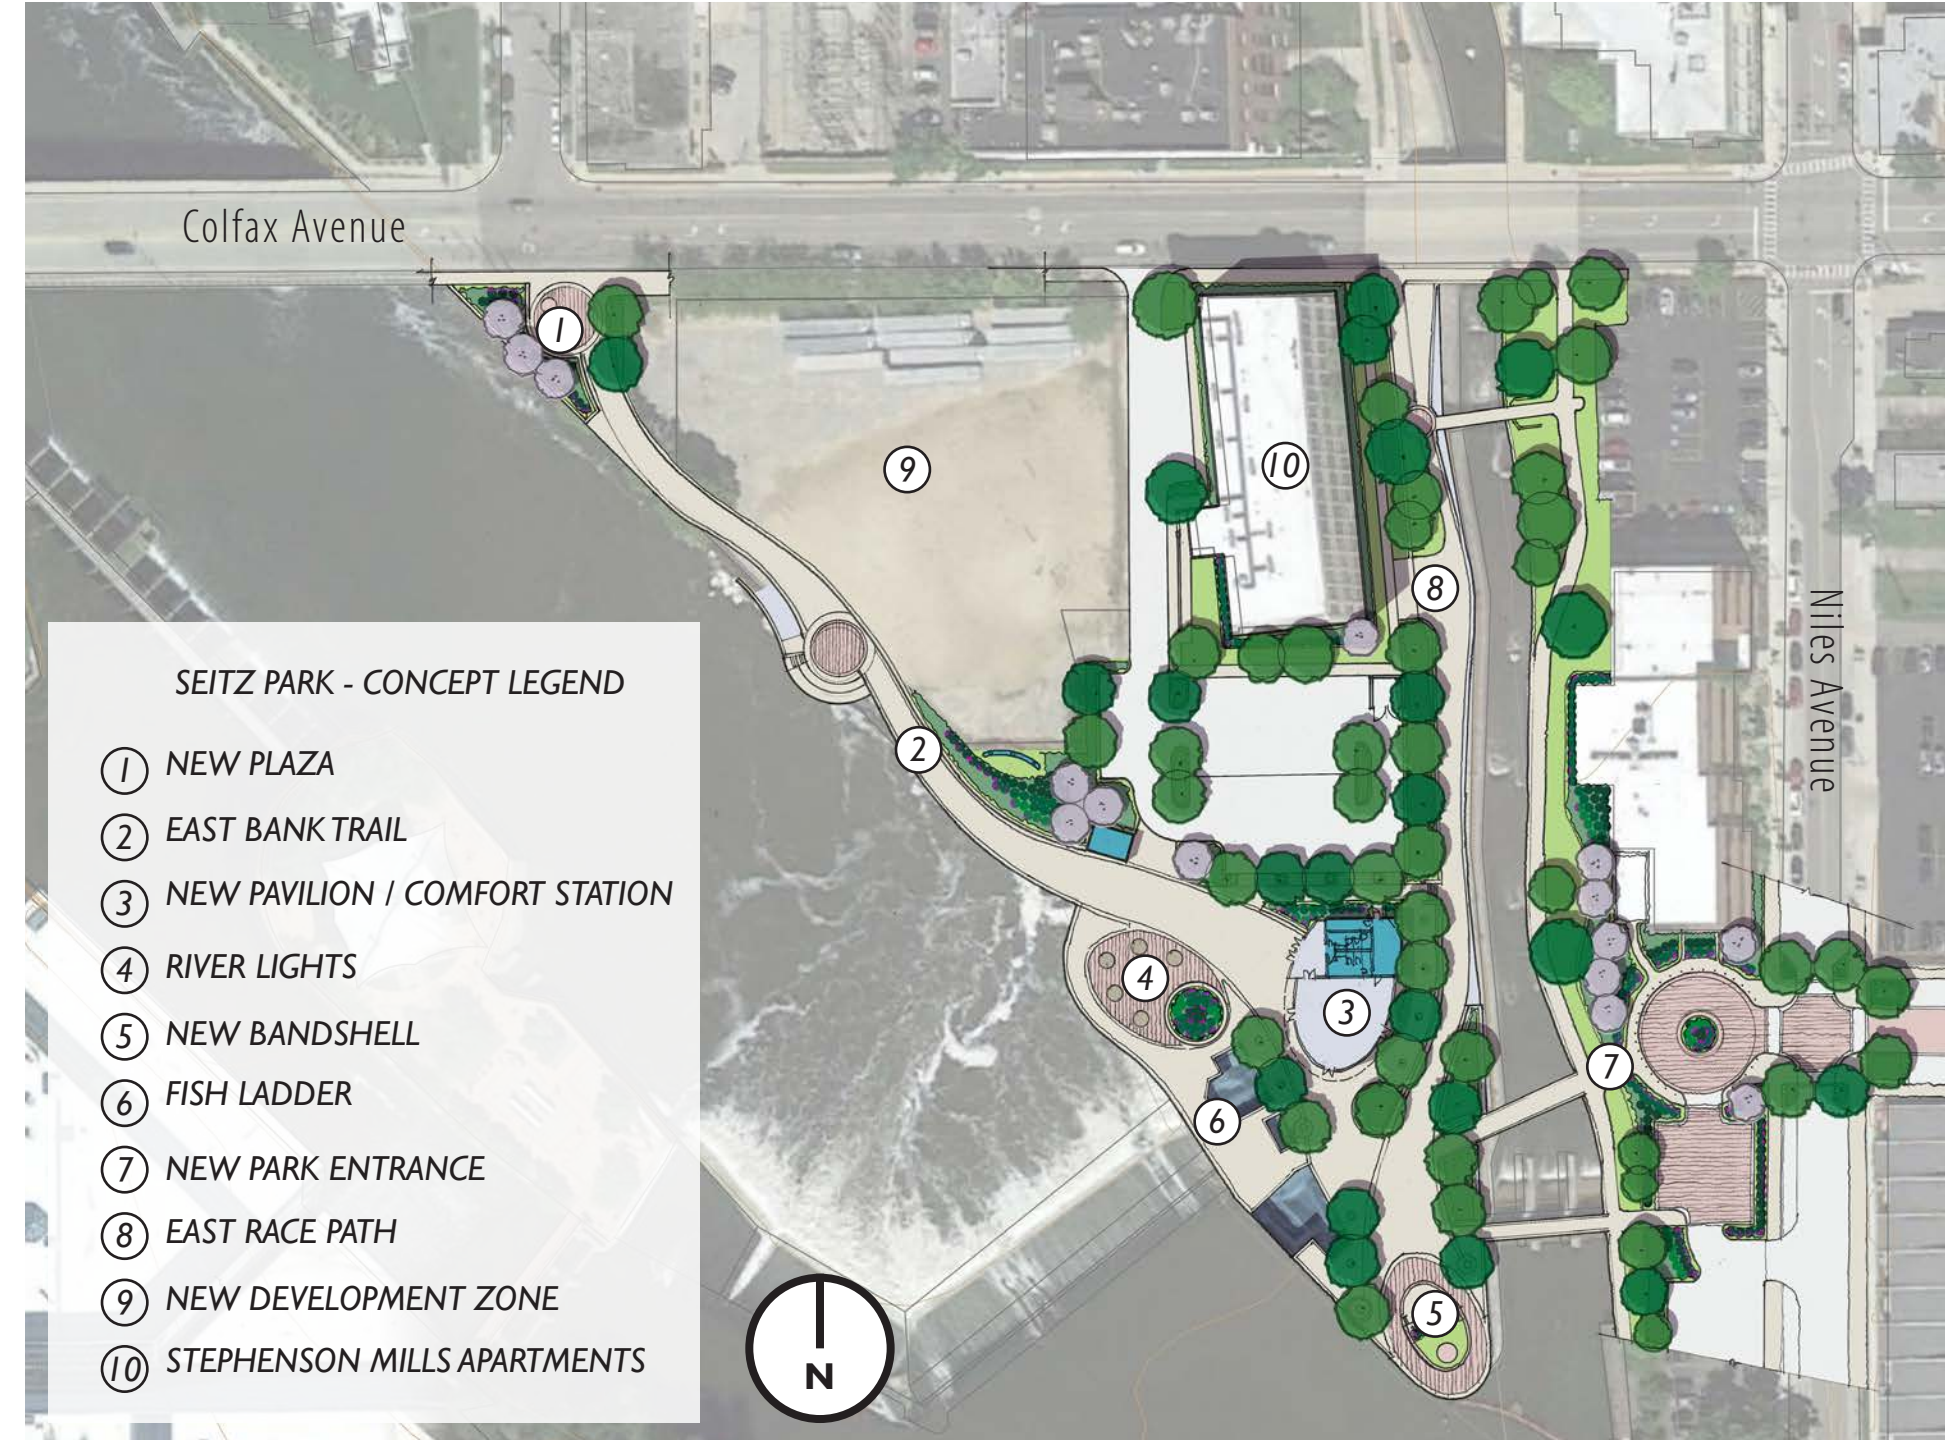 Colfax Avenue
Niles Avenue
SEITZ PARK - CONCEPT LEGEND
1 NEW PLAZA
2 EAST BANK TRAIL
3 NEW PAVILION / COMFORT STATION
4 RIVER LIGHTS
5 NEW BANDSHELL
6 FISH LADDER
7 NEW PARK ENTRANCE
8 EAST RACE PATH
9 NEW DEVELOPMENT ZONE
10 STEPHENSON MILLS APARTMENTS
N
1
9
10
8
2
4
3
7
6
5